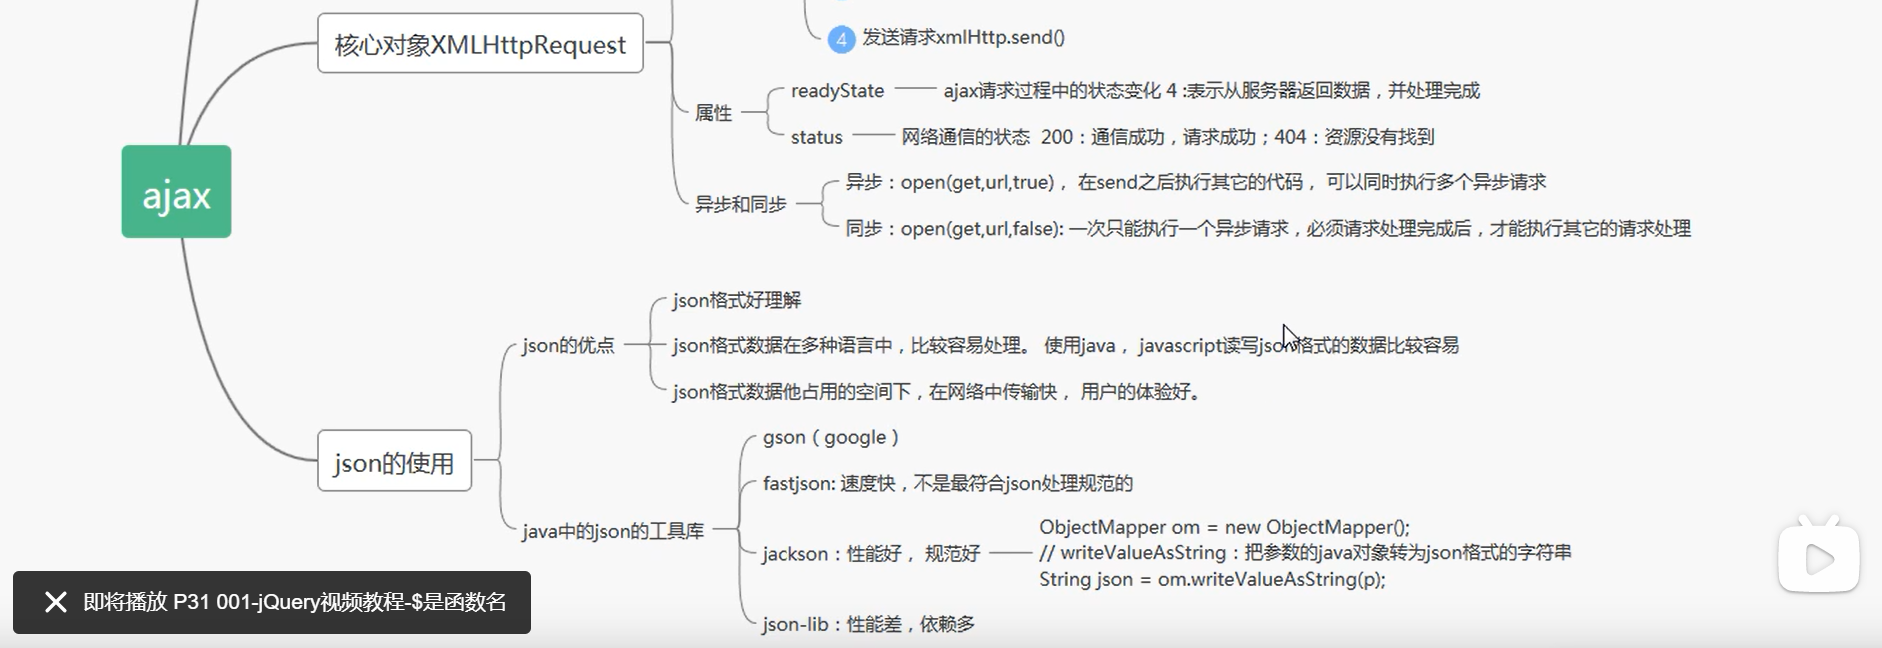 核心对象XMLHttpRequest
4 发送请求xmlHttp.send()
属性
readyState
ajax请求过程中的状态变化 4 :表示从服务器返回数据，并处理完成
status
网络通信的状态 200：通信成功，请求成功；404：资源没有找到
ajax
异步和同步
异步：open(get,url,true)， 在send之后执行其它的代码， 可以同时执行多个异步请求
同步：open(get,url,false): 一次只能执行一个异步请求，必须请求处理完成后，才能执行其它的请求处理
json的使用
json的优点
json格式好理解
json格式数据在多种语言中，比较容易处理。 使用java， javascript读写json格式的数据比较容易
json格式数据他占用的空间下，在网络中传输快， 用户的体验好。
java中的json的工具库
gson（google）
fastjson: 速度快，不是最符合json处理规范的
jackson：性能好， 规范好
ObjectMapper om = new ObjectMapper();
// writeValueAsString：把参数的java对象转为json格式的字符串
String json = om.writeValueAsString(p);
json-lib：性能差，依赖多
即将播放 P31 001-jQuery视频教程-$是函数名